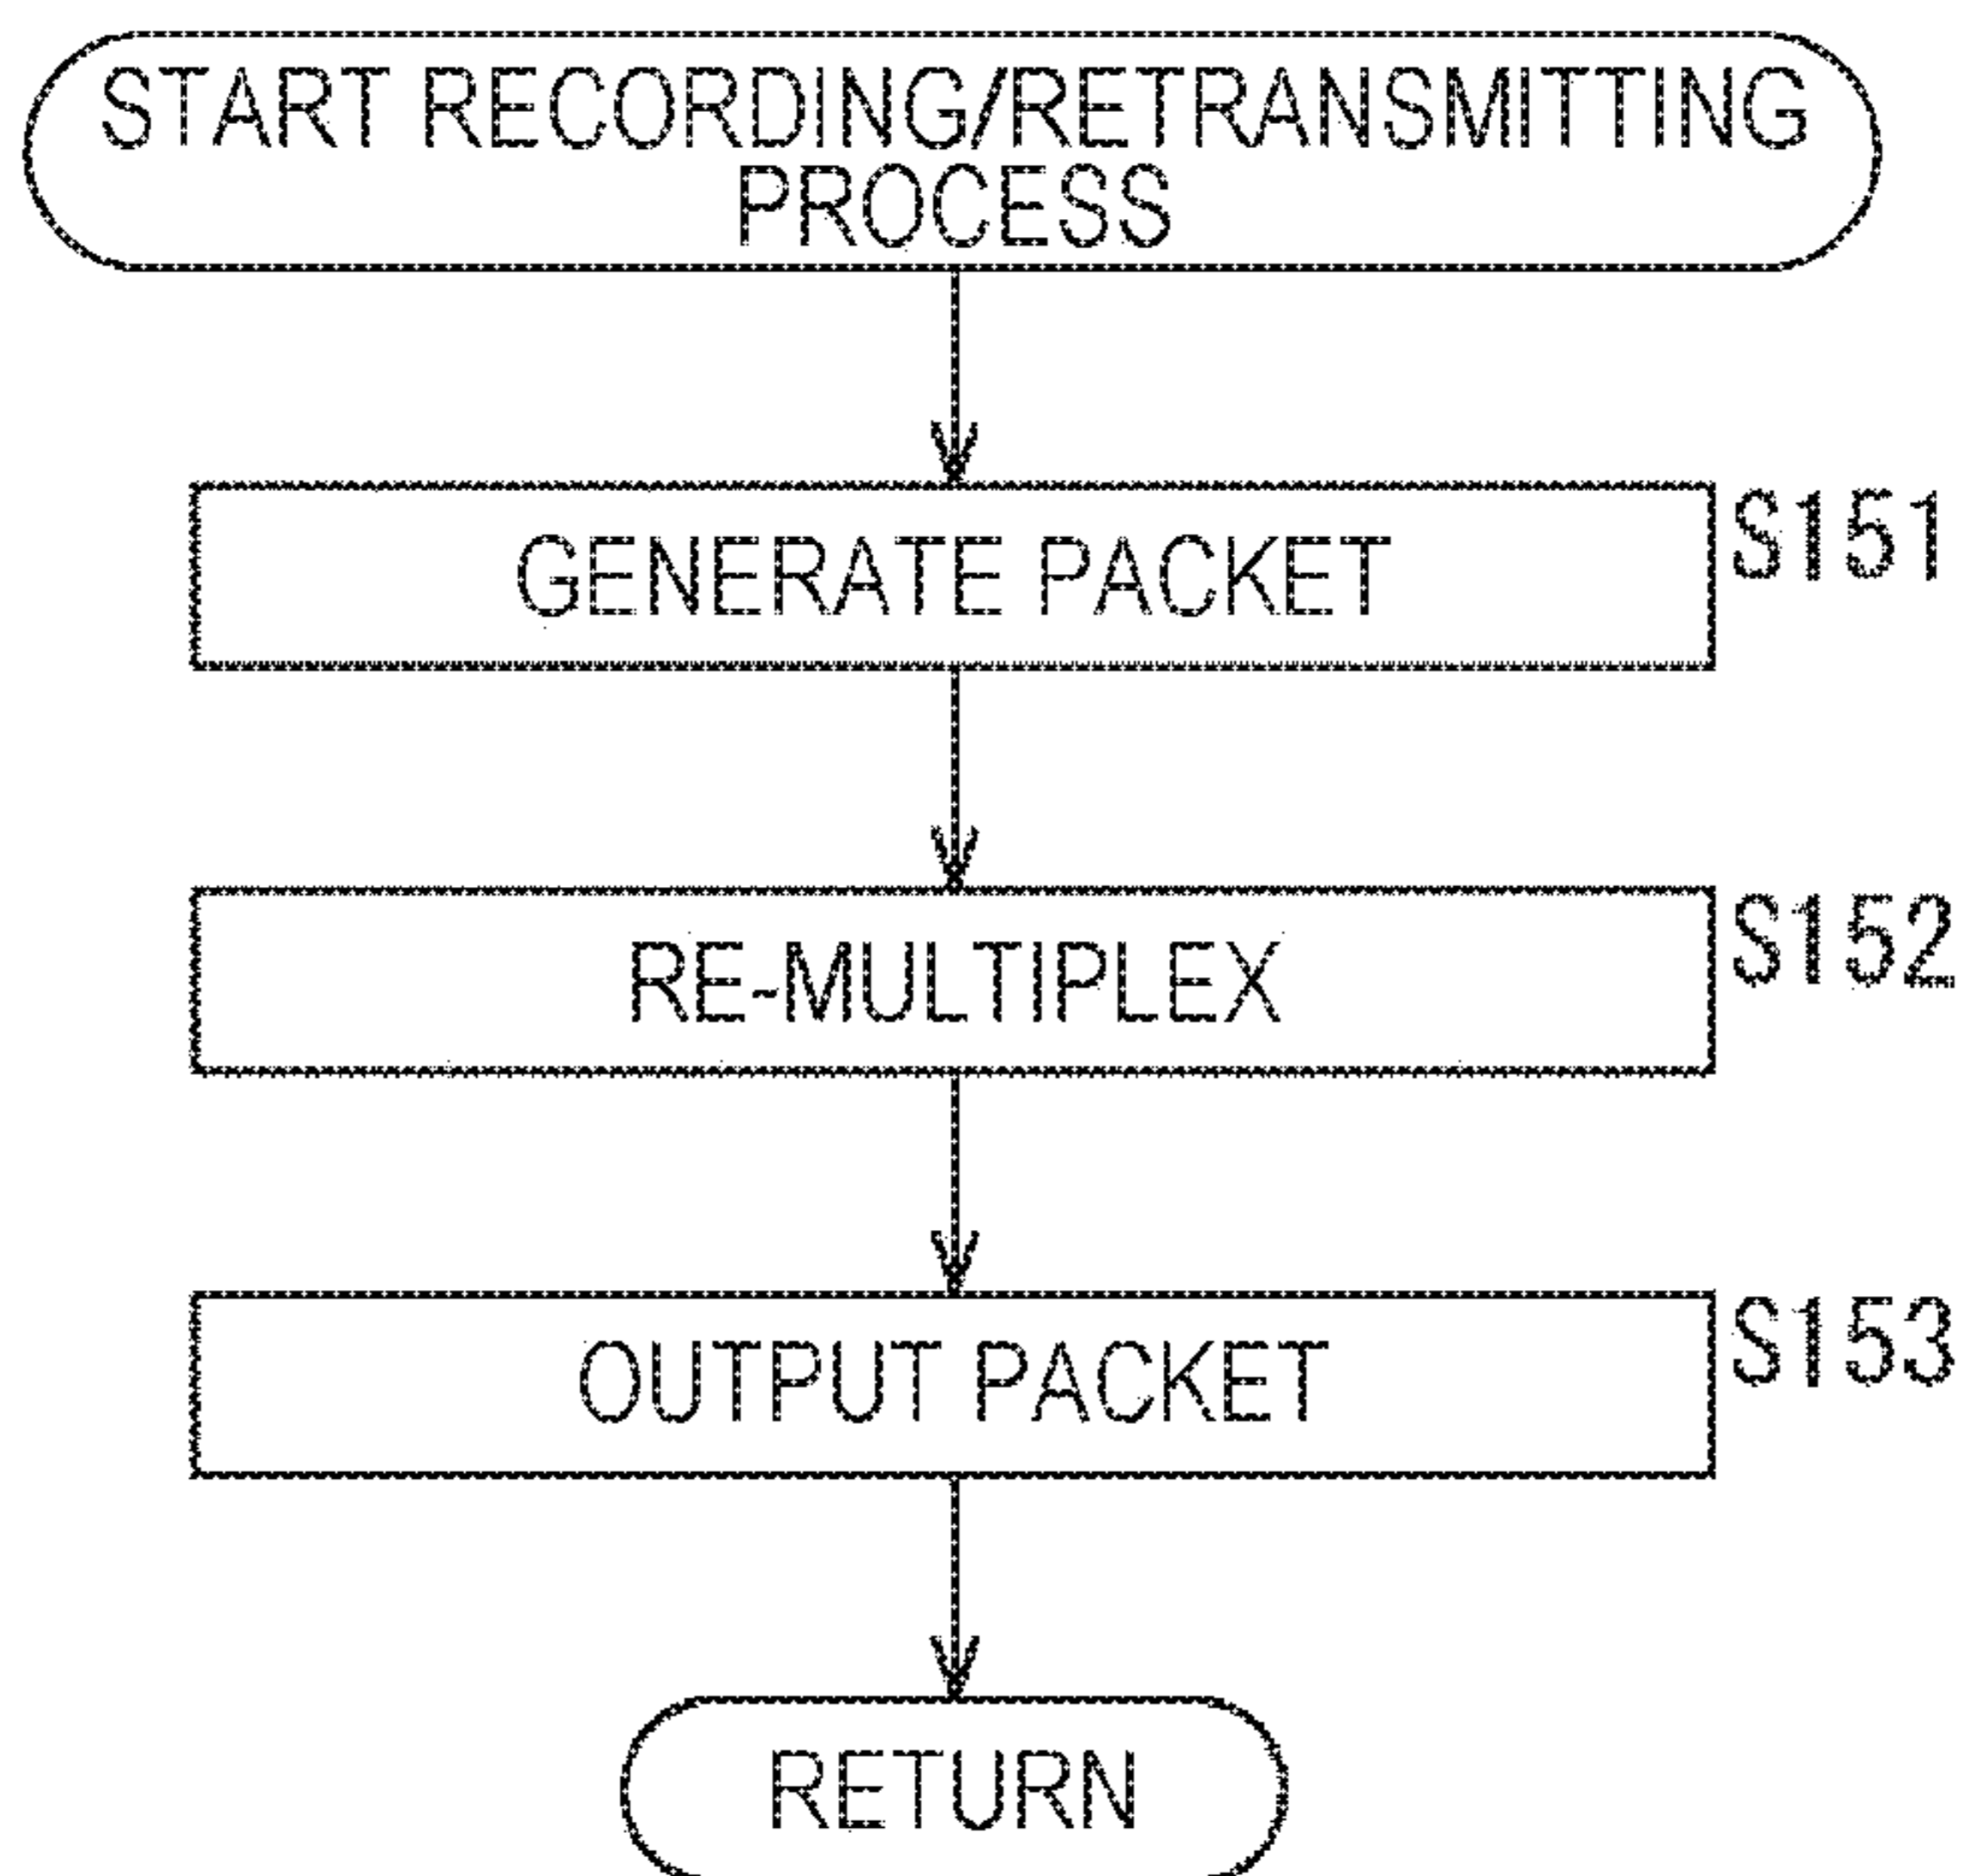 START RECORDING/RETRANSMITTING
PROCESS
GENERATE PACKET
S151
RE-MULTIPLEX
S152
OUTPUT PACKET
S153
RETURN